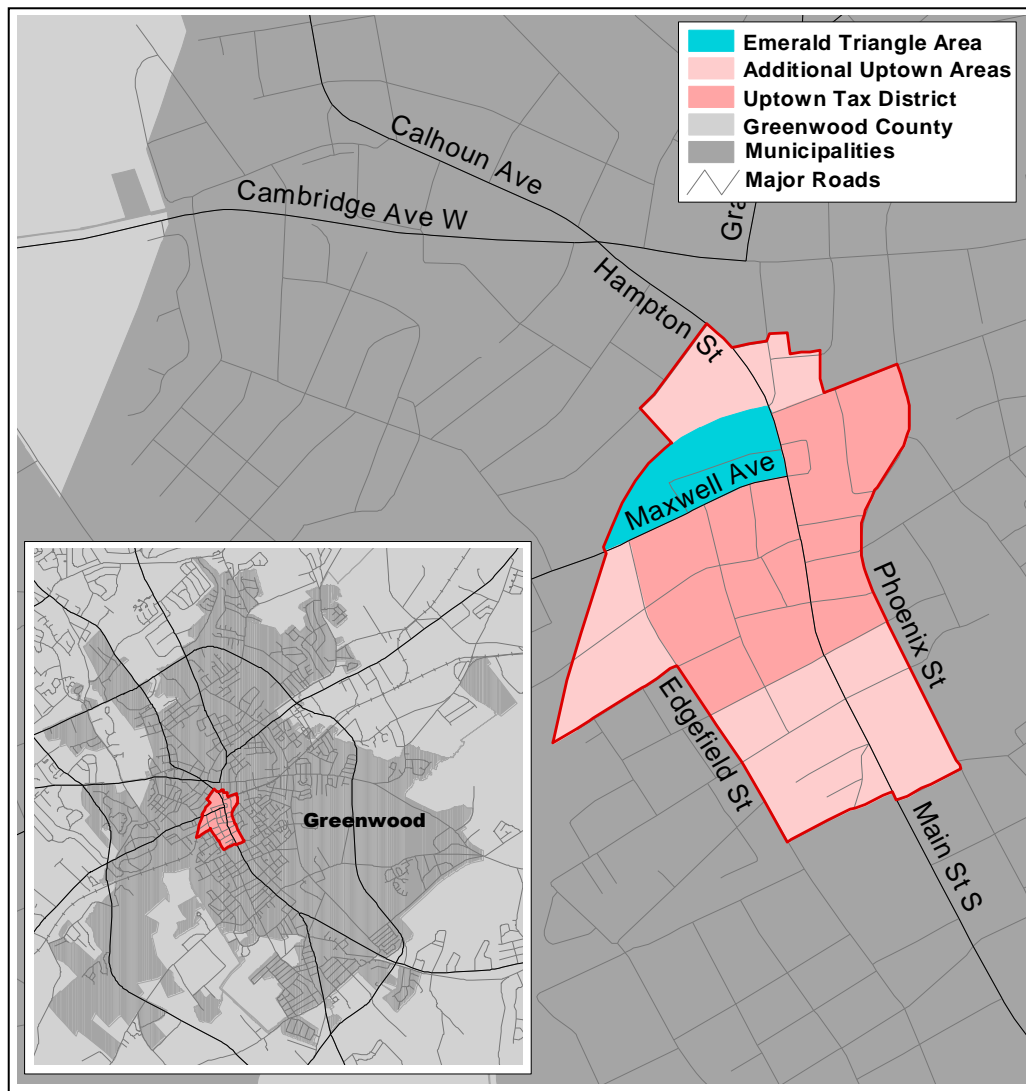 Emerald Triangle Area
Additional Uptown Areas
Uptown Tax District
Greenwood County
Municipalities
Major Roads
Calhoun Ave
Cambridge Ave W
Gra
Hampton St
Maxwell Ave
Phoenix St
Edgefield St
Main St S
Greenwood